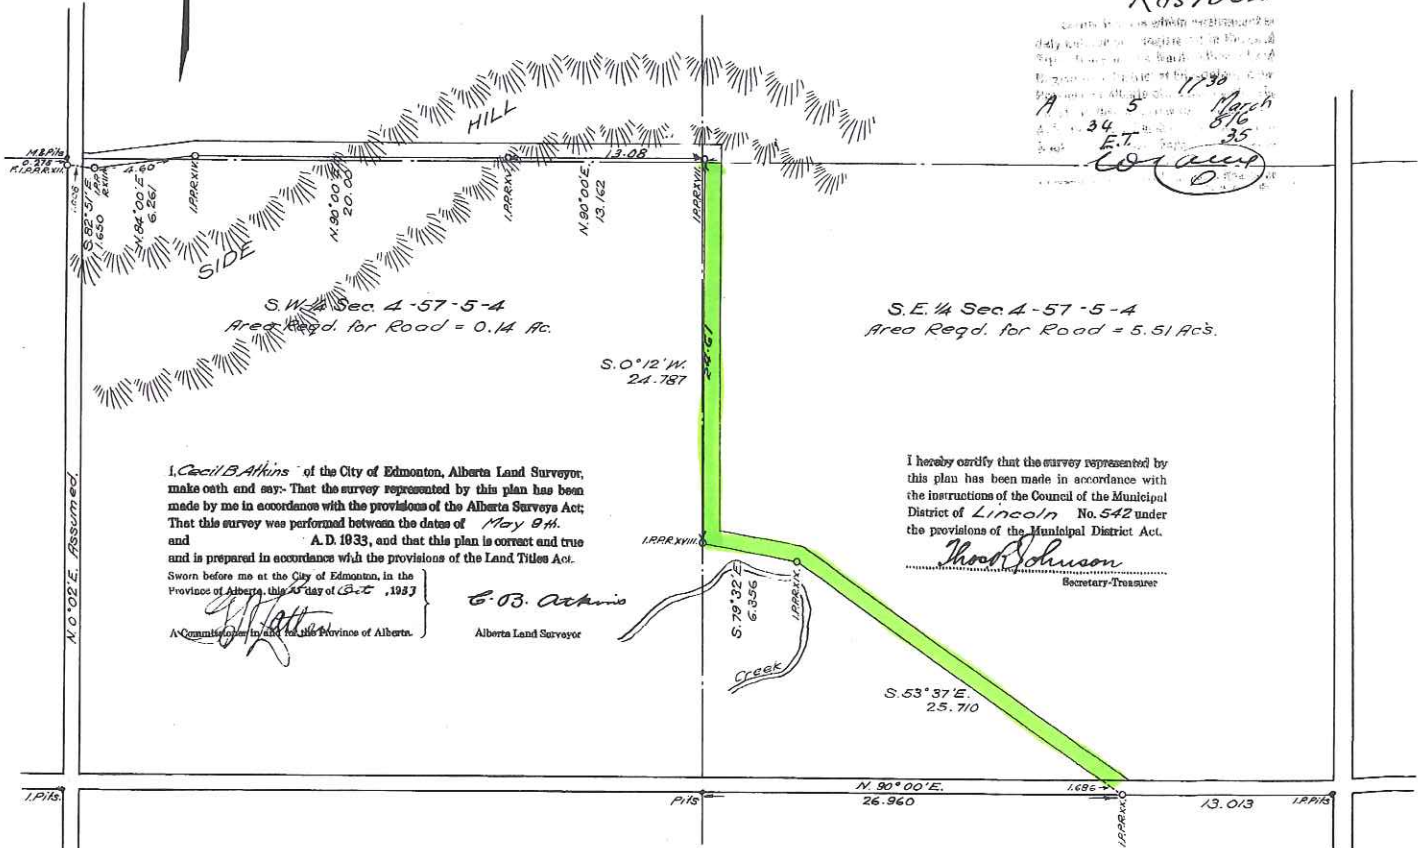 1130
A 5 March
34 816
E.T. 35
HILL
M.&Pits
0.275
4.60
13.08
1.650
S. 82° 51' E.
N. 84° 00' E.
6.261
I.P.P.R.XIV.
N. 90° 00' E.
20.00
I.P.P.R.XV.
N. 90° 00' E.
13.162
I.P.P.R.XVII.
SIDE
S.W. ¼ Sec. 4-57-5-4
Area Reqd. for Road = 0.14 Ac.
S.E. ¼ Sec. 4-57-5-4
Area Reqd. for Road = 5.51 Acs.
S. 0° 12' W.
24.787
24.61
N. 0° 02' E. Assumed.
I, Cecil B. Atkins of the City of Edmonton, Alberta Land Surveyor,
make oath and say:- That the survey represented by this plan has been
made by me in accordance with the provisions of the Alberta Surveys Act;
That this survey was performed between the dates of May 9th.
and A.D. 1933, and that this plan is correct and true
and is prepared in accordance with the provisions of the Land Titles Act.
Sworn before me at the City of Edmonton, in the
Province of Alberta, this day of Oct , 1933
A Commissioner in and for the Province of Alberta.
C. B. Atkins
Alberta Land Surveyor
I hereby certify that the survey represented by
this plan has been made in accordance with
the instructions of the Council of the Municipal
District of Lincoln No. 542 under
the provisions of the Municipal District Act.
Thos R Johnson
Secretary-Treasurer
I.P.P.R.XVIII.
S. 79° 32' E.
6.356
I.P.P.R.XIX.
Creek
S. 53° 37' E.
25.710
N. 90° 00' E.
1.686
I.Pits.
Pits
26.960
13.013
I.P.Pits
I.P.P.R.XX.